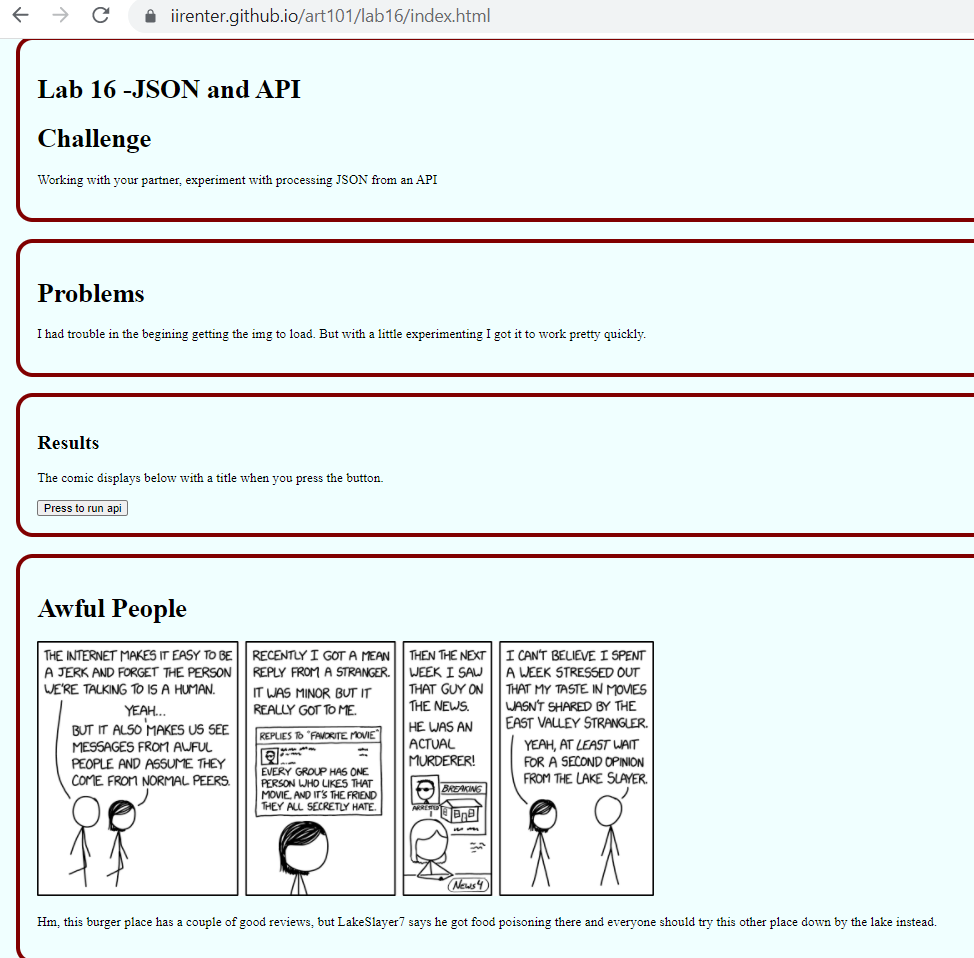 iirenter.github.io/art101/lab16/index.html
Lab 16 -JSON and API
Challenge
Working with your partner, experiment with processing JSON from an API
Problems
I had trouble in the begining getting the img to load. But with a little experimenting I got it to work pretty quickly.
Results
The comic displays below with a title when you press the button.
Press to run api
Awful People
THE INTERNET MAKES IT EASY TO BE
A JERK AND FORGET THE PERSON
WE'RE TALKING TO IS A HUMAN.
YEAH...
BUT IT ALSO MAKES US SEE
MESSAGES FROM AWFUL
PEOPLE AND ASSUME THEY
COME FROM NORMAL PEERS.
RECENTLY I GOT A MEAN
REPLY FROM A STRANGER.
IT WAS MINOR BUT IT
REALLY GOT TO ME.
REPLIES TO "FAVORITE MOVIE"
EVERY GROUP HAS ONE
PERSON WHO LIKES THAT
MOVIE, AND IT'S THE FRIEND
THEY ALL SECRETLY HATE.
THEN THE NEXT
WEEK I SAW
THAT GUY ON
THE NEWS.
HE WAS AN
ACTUAL
MURDERER!
BREAKING
ARRESTED
NEWS 4
I CAN'T BELIEVE I SPENT
A WEEK STRESSED OUT
THAT MY TASTE IN MOVIES
WASN'T SHARED BY THE
EAST VALLEY STRANGLER.
YEAH, AT LEAST WAIT
FOR A SECOND OPINION
FROM THE LAKE SLAYER.
Hm, this burger place has a couple of good reviews, but LakeSlayer7 says he got food poisoning there and everyone should try this other place down by the lake instead.